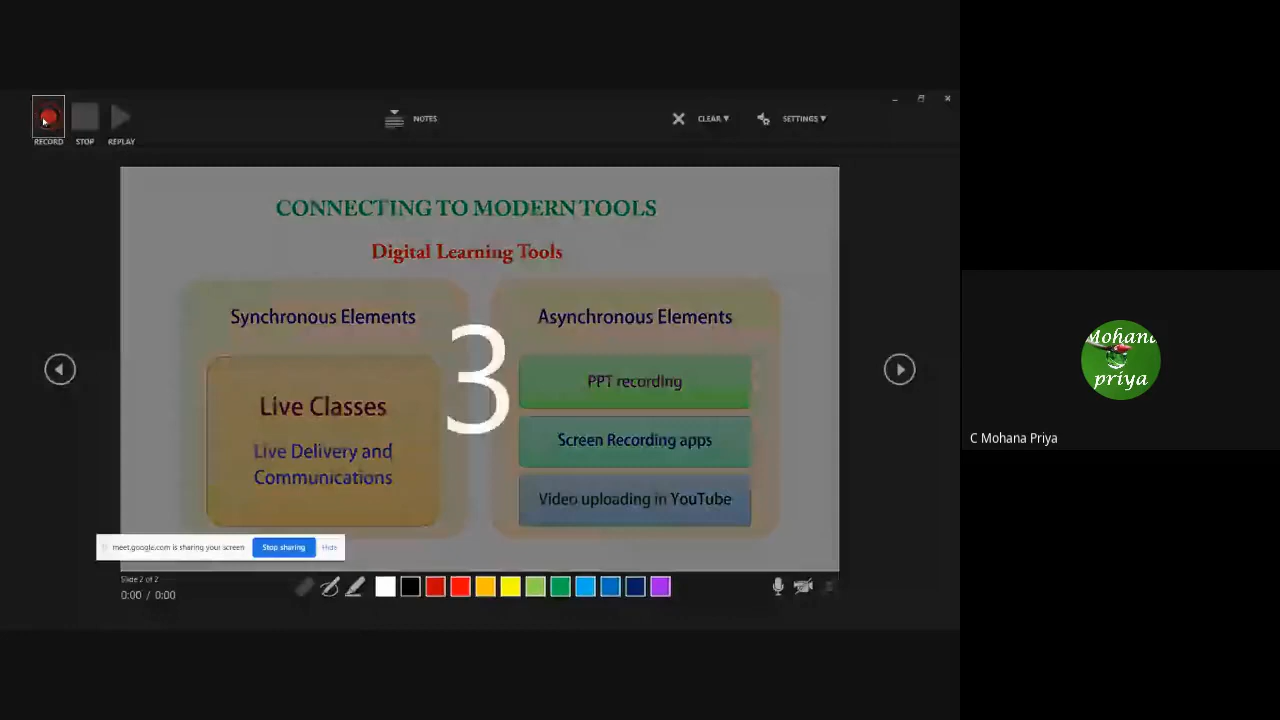 RECORD
STOP
REPLAY
NOTES
CLEAR
SETTINGS
CONNECTING TO MODERN TOOLS
Digital Learning Tools
Synchronous Elements
Live Classes
Live Delivery and
Communications
3
Asynchronous Elements
PPT recording
Screen Recording apps
Video uploading in YouTube
meet.google.com is sharing your screen
Stop sharing
Hide
Slide 2 of 2
0:00 / 0:00
Mohana
priya
C Mohana Priya